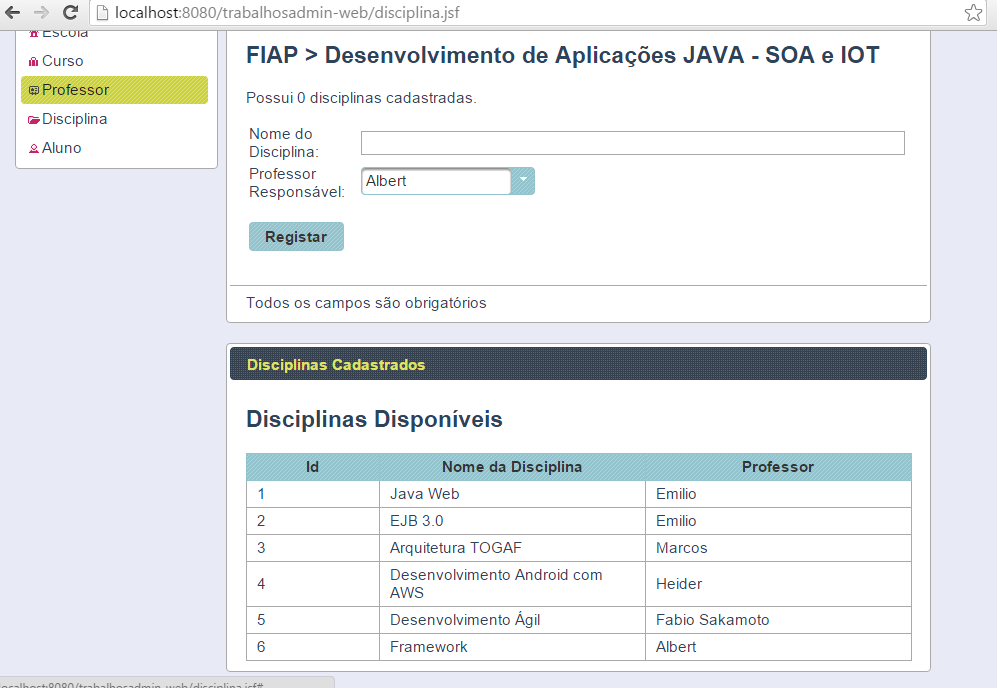 localhost:8080/trabalhosadmin-web/disciplina.jsf
Escola
Curso
Professor
Disciplina
Aluno
FIAP > Desenvolvimento de Aplicações JAVA - SOA e IOT
Possui 0 disciplinas cadastradas.
Nome do
Disciplina:
Professor
Responsável:
Albert
Registar
Todos os campos são obrigatórios
Disciplinas Cadastrados
Disciplinas Disponíveis
Id Nome da Disciplina Professor
1 Java Web Emilio
2 EJB 3.0 Emilio
3 Arquitetura TOGAF Marcos
4 Desenvolvimento Android com
AWS Heider
5 Desenvolvimento Ágil Fabio Sakamoto
6 Framework Albert
localhost:8080/trabalhosadmin-web/disciplina.jsf#